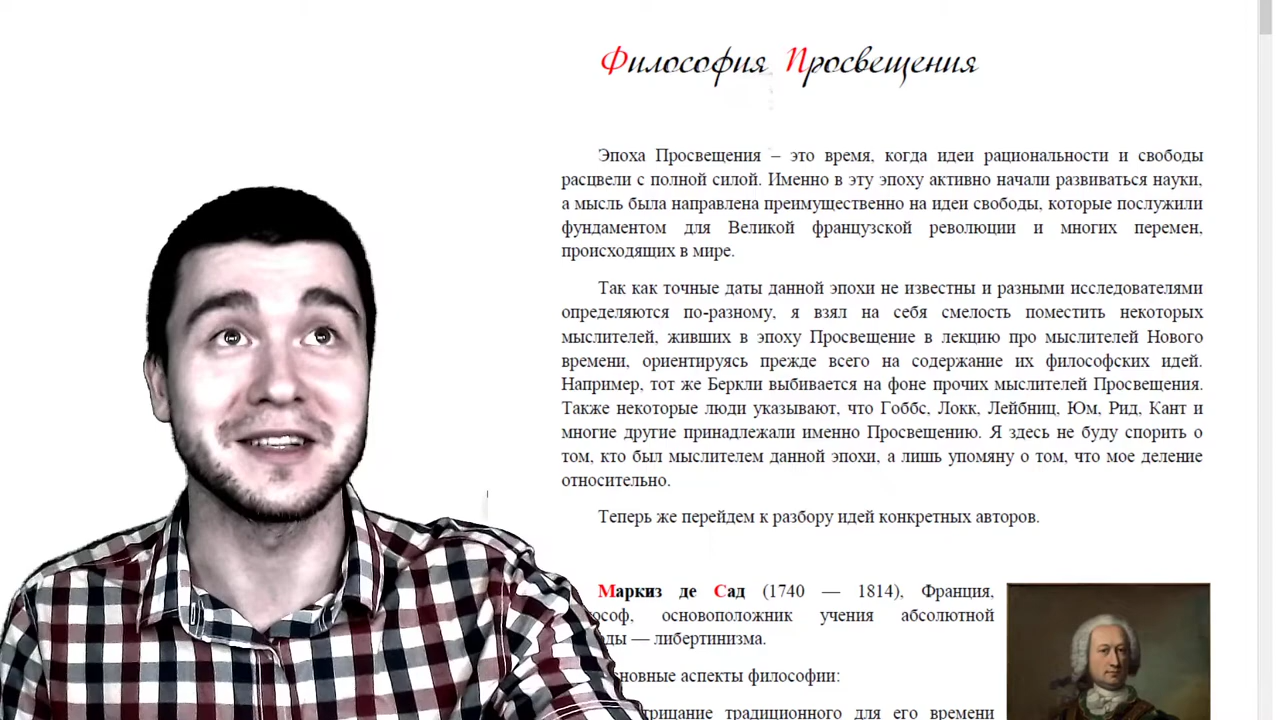 Философия Просвещения
Эпоха Просвещения – это время, когда идеи рациональности и свободы
расцвели с полной силой. Именно в эту эпоху активно начали развиваться науки,
а мысль была направлена преимущественно на идеи свободы, которые послужили
фундаментом для Великой французской революции и многих перемен,
происходящих в мире.
Так как точные даты данной эпохи не известны и разными исследователями
определяются по-разному, я взял на себя смелость поместить некоторых
мыслителей, живших в эпоху Просвещение в лекцию про мыслителей Нового
времени, ориентируясь прежде всего на содержание их философских идей.
Например, тот же Беркли выбивается на фоне прочих мыслителей Просвещения.
Также некоторые люди указывают, что Гоббс, Локк, Лейбниц, Юм, Рид, Кант и
многие другие принадлежали именно Просвещению. Я здесь не буду спорить о
том, кто был мыслителем данной эпохи, а лишь упомяну о том, что мое деление
относительно.
Теперь же перейдем к разбору идей конкретных авторов.
Маркиз де Сад (1740 — 1814), Франция,
основоположник учения абсолютной
— либертинизма.
аспекты философии:
традиционного для его времени